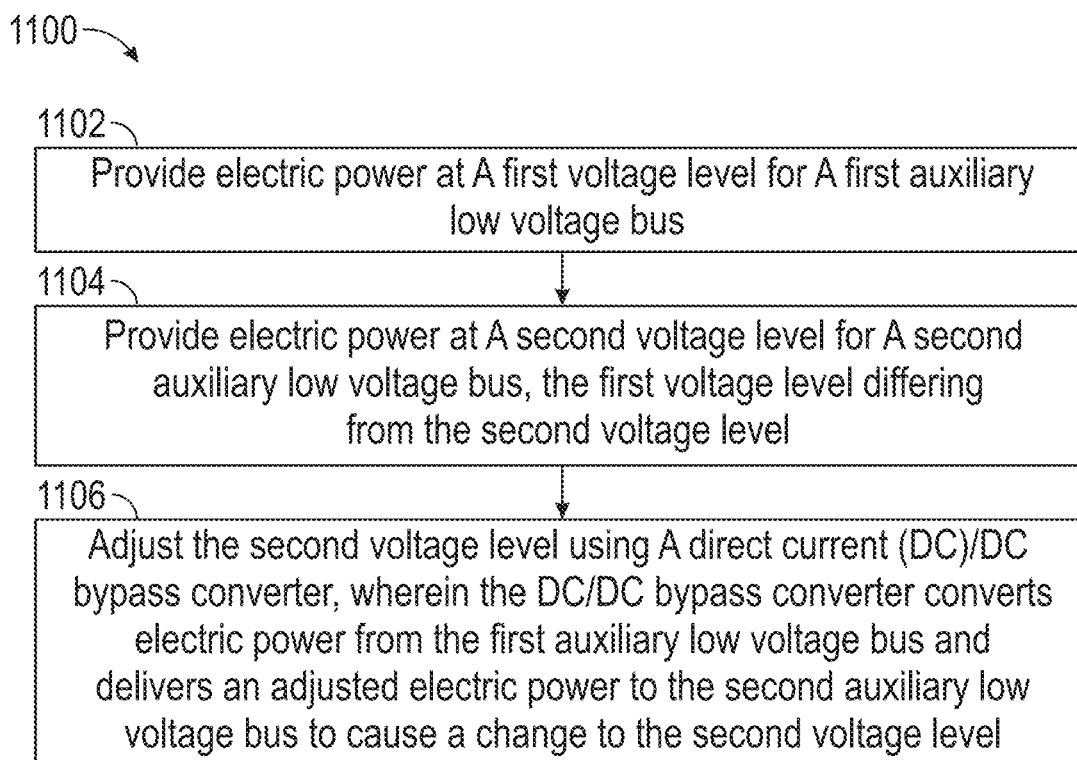 1100
1102
Provide electric power at A first voltage level for A first auxiliary
low voltage bus
1104
Provide electric power at A second voltage level for A second
auxiliary low voltage bus, the first voltage level differing
from the second voltage level
1106
Adjust the second voltage level using A direct current (DC)/DC
bypass converter, wherein the DC/DC bypass converter converts
electric power from the first auxiliary low voltage bus and
delivers an adjusted electric power to the second auxiliary low
voltage bus to cause a change to the second voltage level